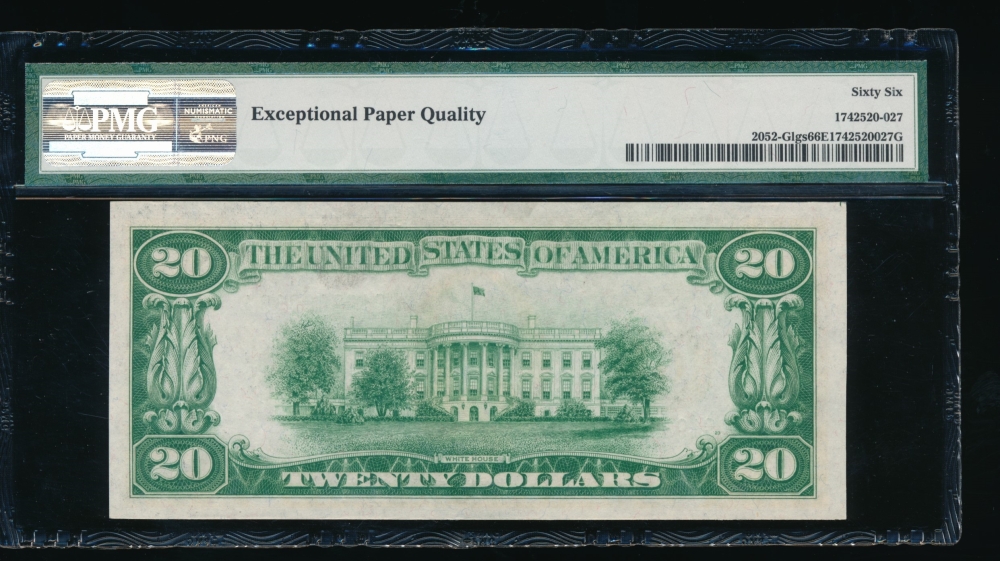 Sixty Six
PMG
PAPER MONEY GUARANTY
AMERICAN
NUMISMATIC
ASSOCIATION
PNG
Exceptional Paper Quality
1742520-027
2052-Glgs66E1742520027G
20 THE UNITED STATES OF AMERICA 20
WHITE HOUSE
20 TWENTY DOLLARS 20